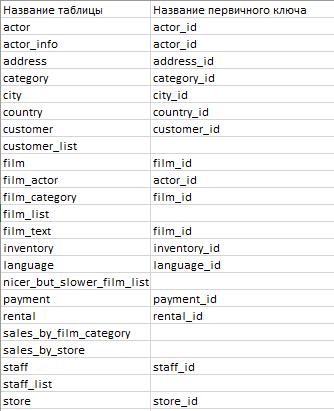 Название таблицы Название первичного ключа
actor actor_id
actor_info actor_id
address address_id
category category_id
city city_id
country country_id
customer customer_id
customer_list
film film_id
film_actor actor_id
film_category film_id
film_list
film_text film_id
inventory inventory_id
language language_id
nicer_but_slower_film_list
payment payment_id
rental rental_id
sales_by_film_category
sales_by_store
staff staff_id
staff_list
store store_id